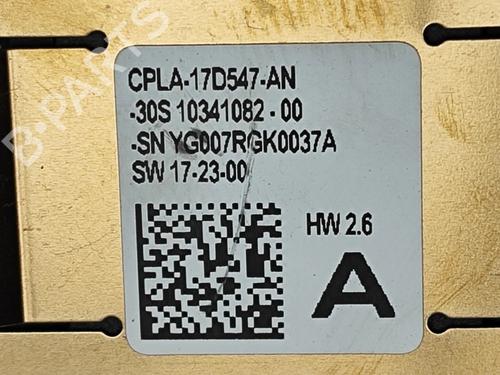 B-PARTS
CPLA-17D547-AN
-30S 10341082 - 00
-SN YG007RGK0037A
SW 17-23-00
HW 2.6
A